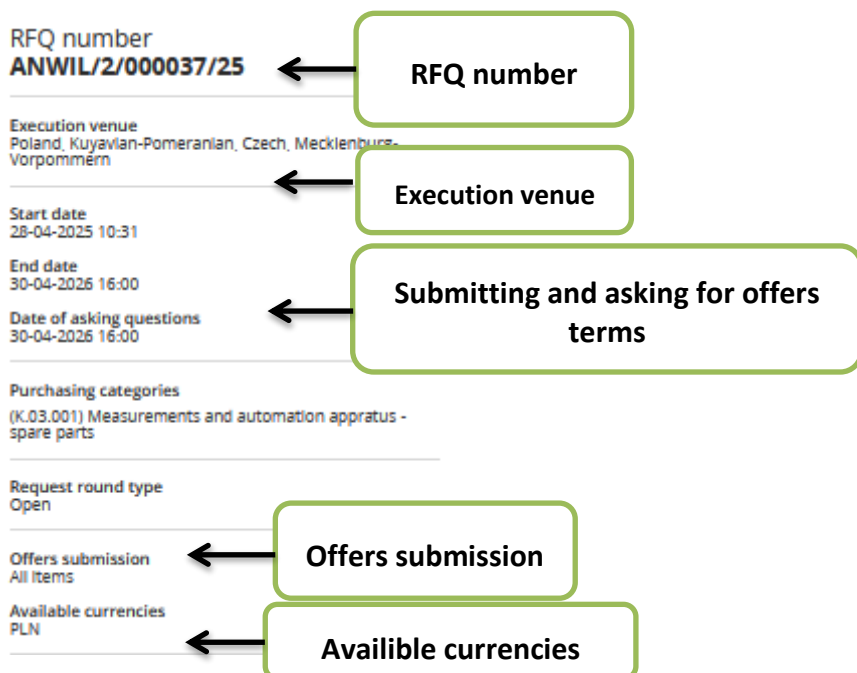 RFQ number
ANWIL/2/000037/25
RFQ number
Execution venue
Poland, Kuyavian-Pomeranian, Czech, Mecklenburg-
Vorpommern
Execution venue
Start date
28-04-2025 10:31
End date
30-04-2026 16:00
Date of asking questions
30-04-2026 16:00
Submitting and asking for offers
terms
Purchasing categories
(K.03.001) Measurements and automation appratus -
spare parts
Request round type
Open
Offers submission
All items
Offers submission
Available currencies
PLN
Availible currencies